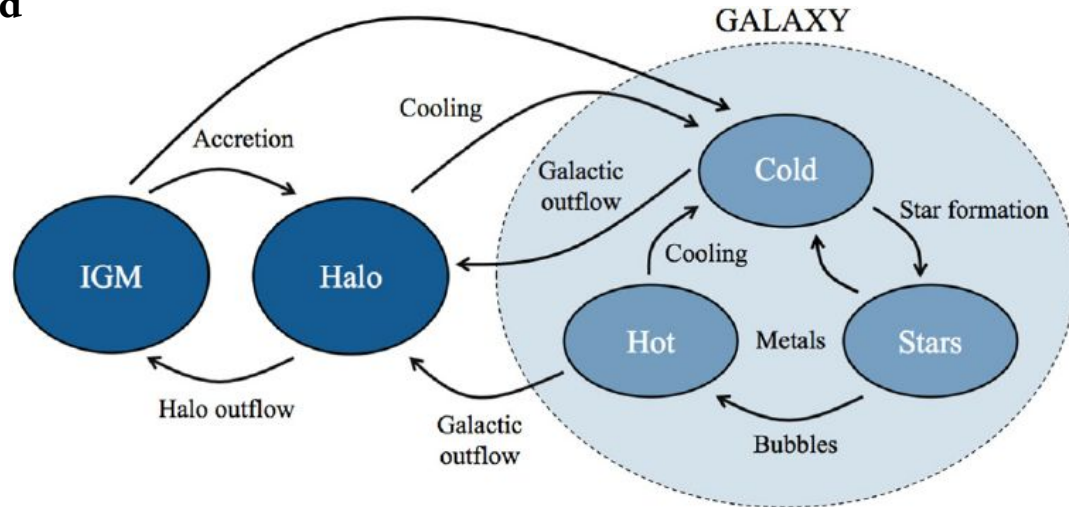 d
GALAXY
Cooling
Accretion
Cold
Galactic
outflow
Star formation
Cooling
IGM
Halo
Hot
Metals
Stars
Halo outflow
Galactic
outflow
Bubbles